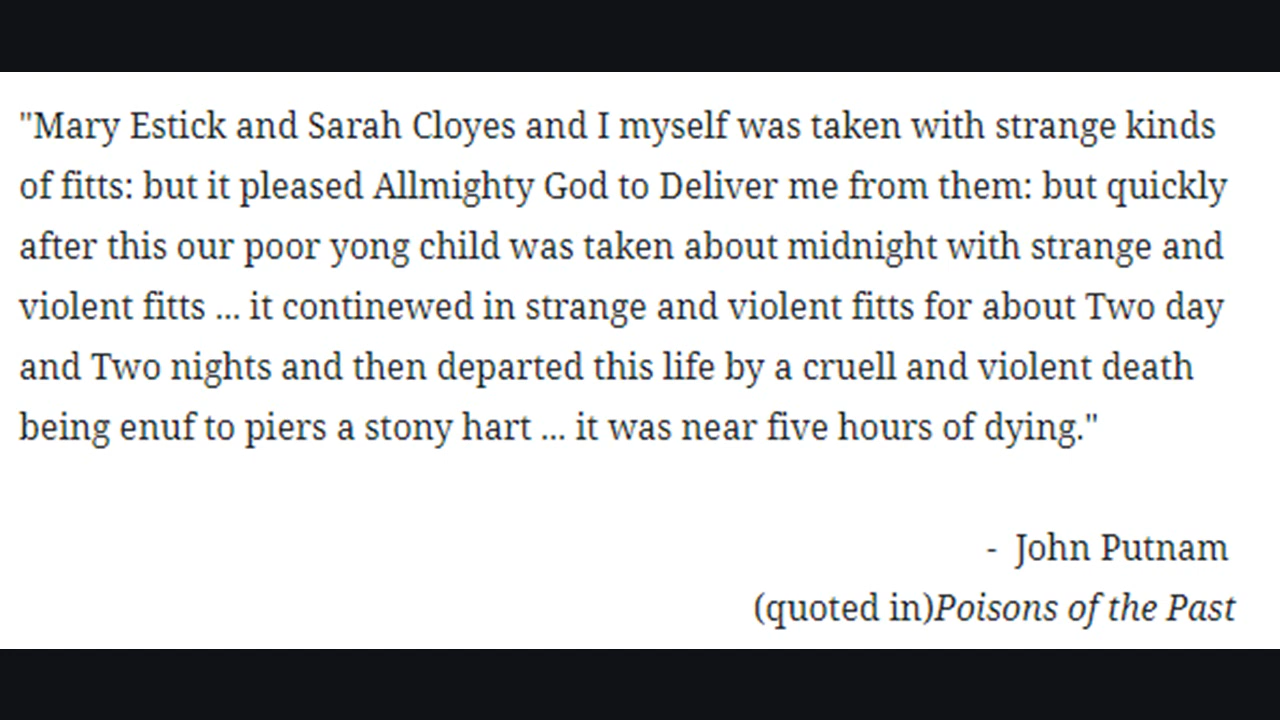 "Mary Estick and Sarah Cloyes and I myself was taken with strange kinds
of fitts: but it pleased Allmighty God to Deliver me from them: but quickly
after this our poor yong child was taken about midnight with strange and
violent fitts ... it continewed in strange and violent fitts for about Two day
and Two nights and then departed this life by a cruell and violent death
being enuf to piers a stony hart ... it was near five hours of dying."
- John Putnam
(quoted in)Poisons of the Past